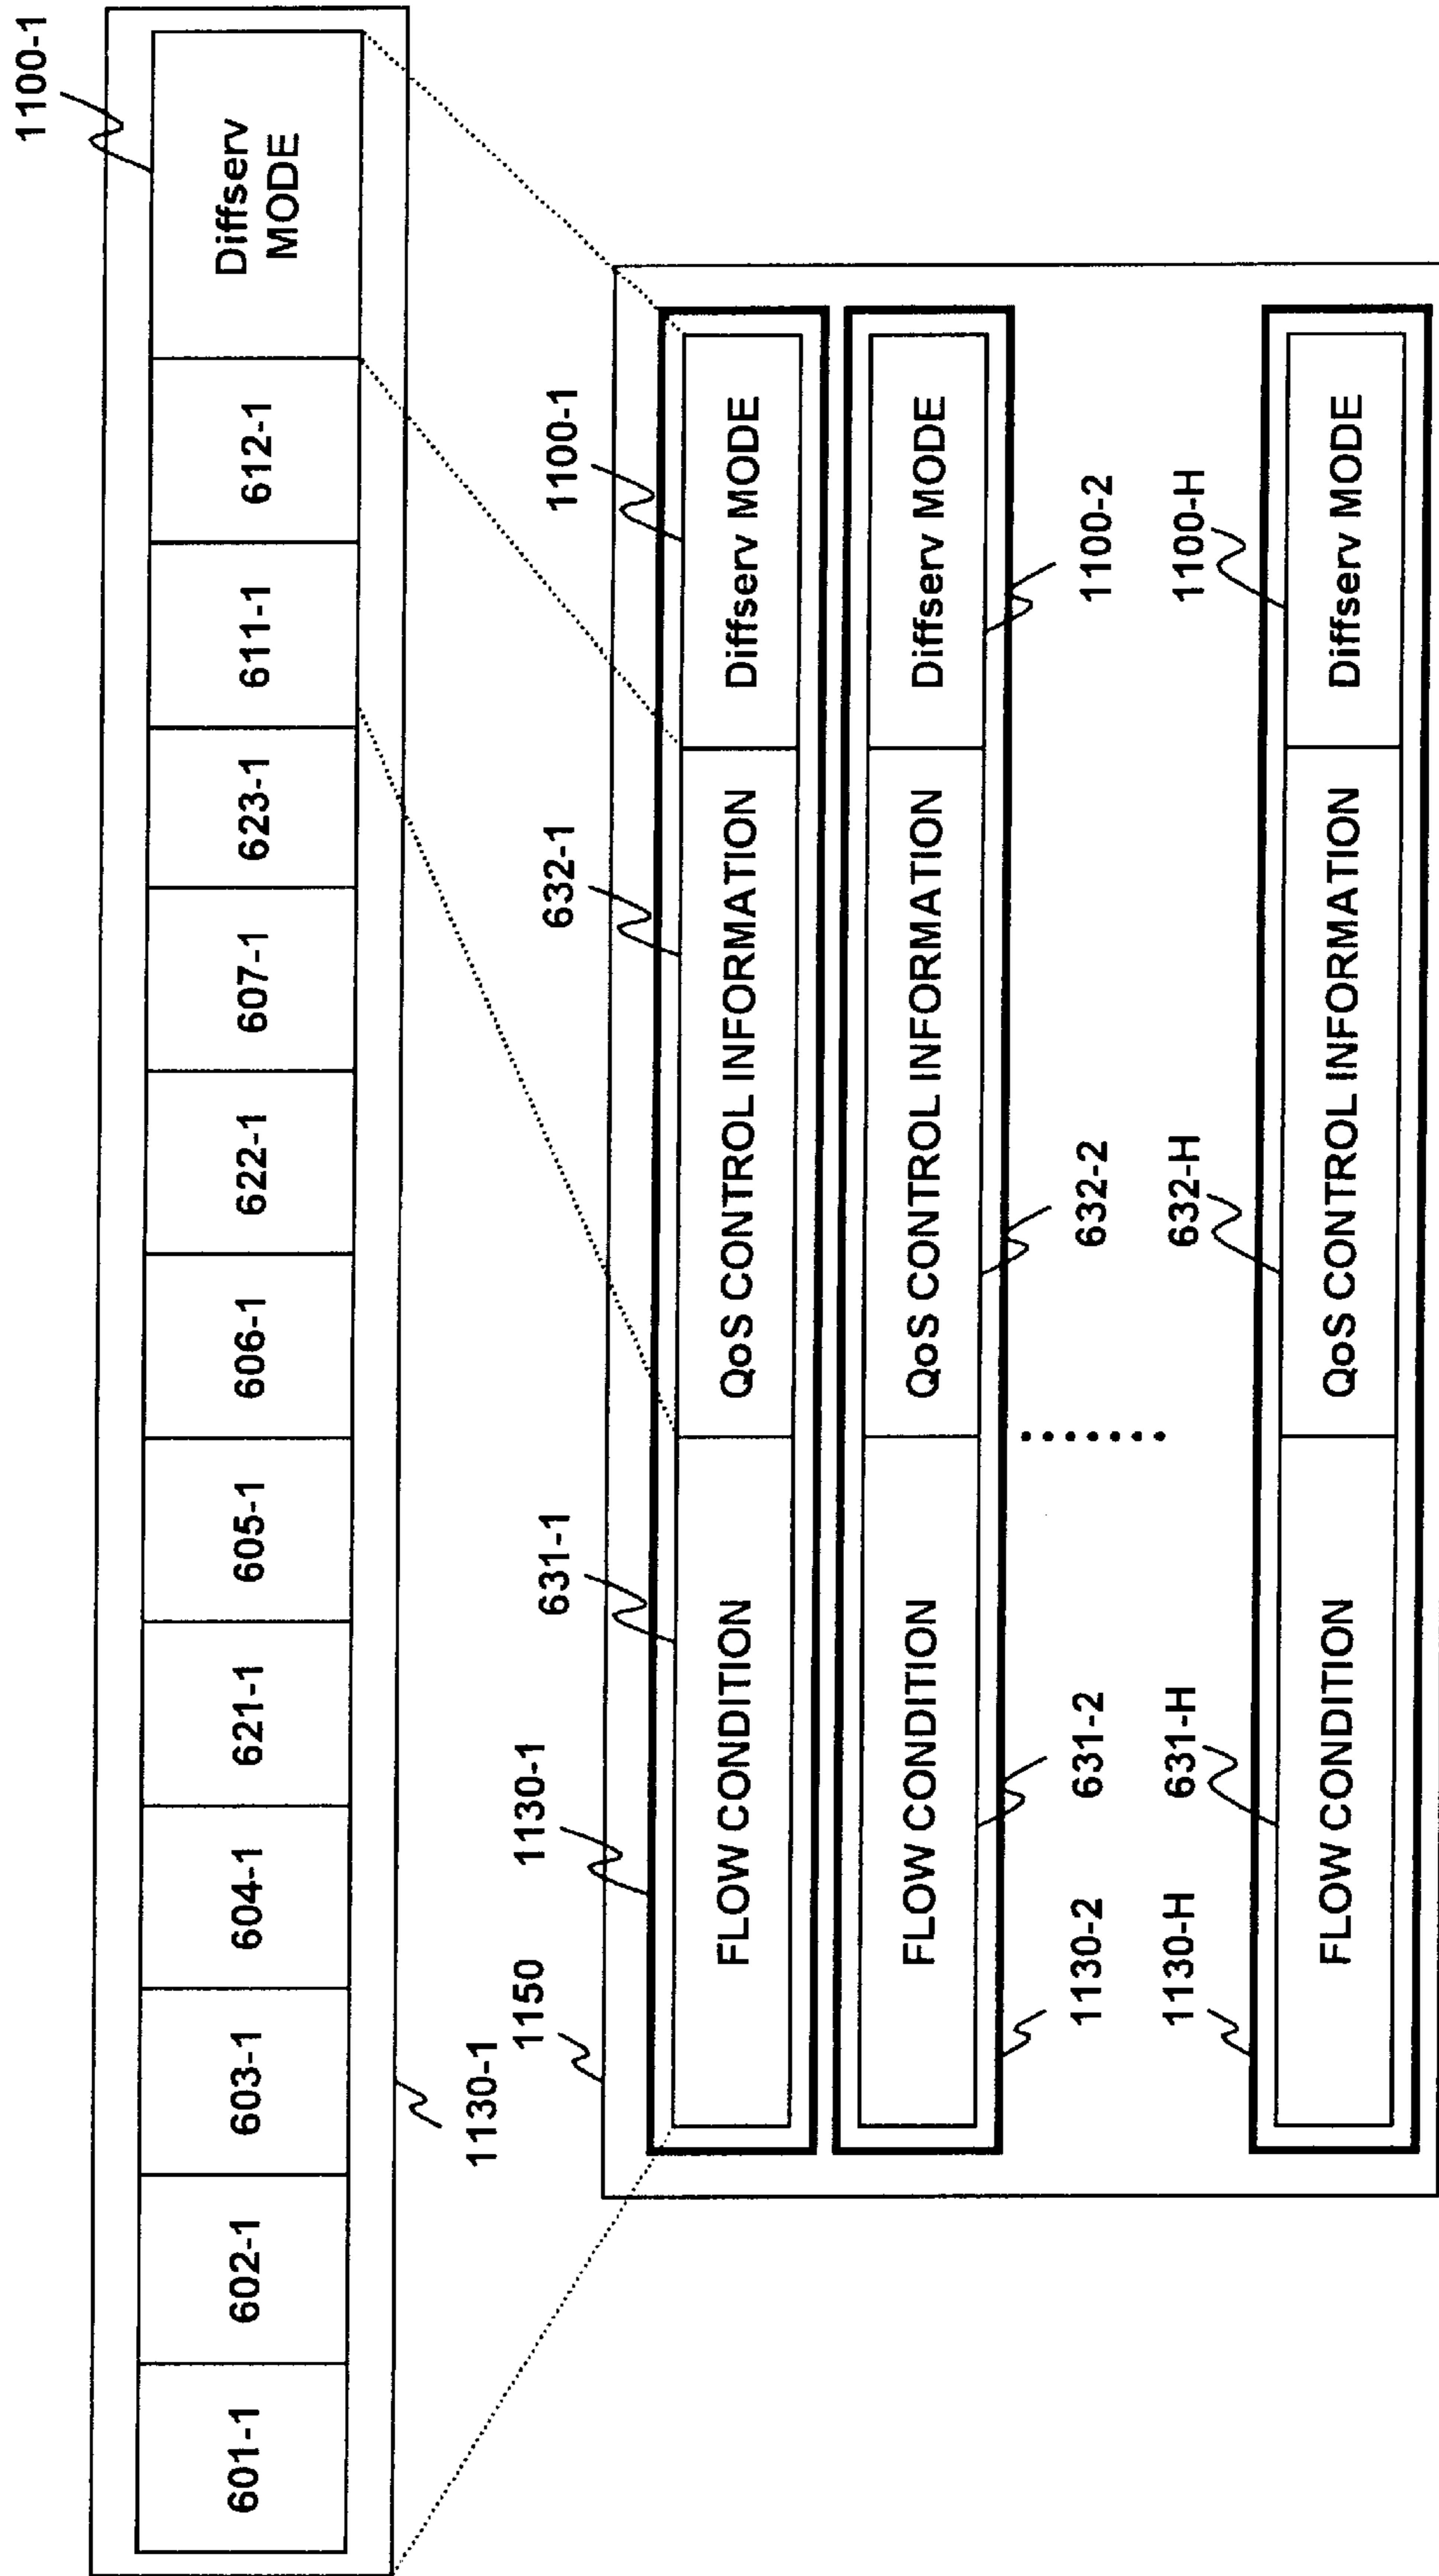 1100-1
601-1 602-1 603-1 604-1 621-1 605-1 606-1 622-1 607-1 623-1 611-1 612-1 Diffserv
MODE
1130-1
1150 1130-1 631-1 632-1 1100-1
FLOW CONDITION QoS CONTROL INFORMATION Diffserv MODE
FLOW CONDITION QoS CONTROL INFORMATION Diffserv MODE
1130-2 631-2 632-2 1100-2
1130-H 631-H 632-H 1100-H
FLOW CONDITION QoS CONTROL INFORMATION Diffserv MODE